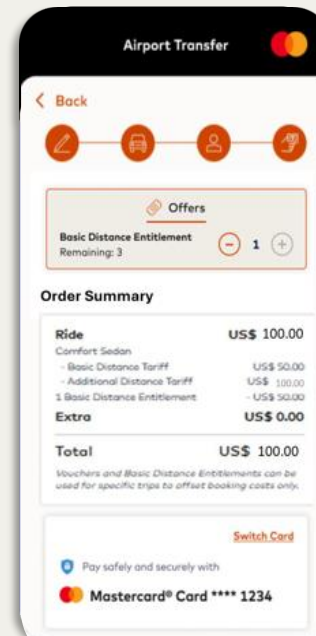 Airport Transfer
< Back
Offers
Basic Distance Entitlement
Remaining: 3
1
Order Summary
Ride US$ 100.00
Comfort Sedan
- Basic Distance Tariff US$ 50.00
- Additional Distance Tariff US$ 100.00
1 Basic Distance Entitlement - US$ 50.00
Extra US$ 0.00
Total US$ 100.00
Vouchers and Basic Distance Entitlements can be
used for specific trips to offset booking costs only.
Switch Card
Pay safely and securely with
Mastercard® Card **** 1234